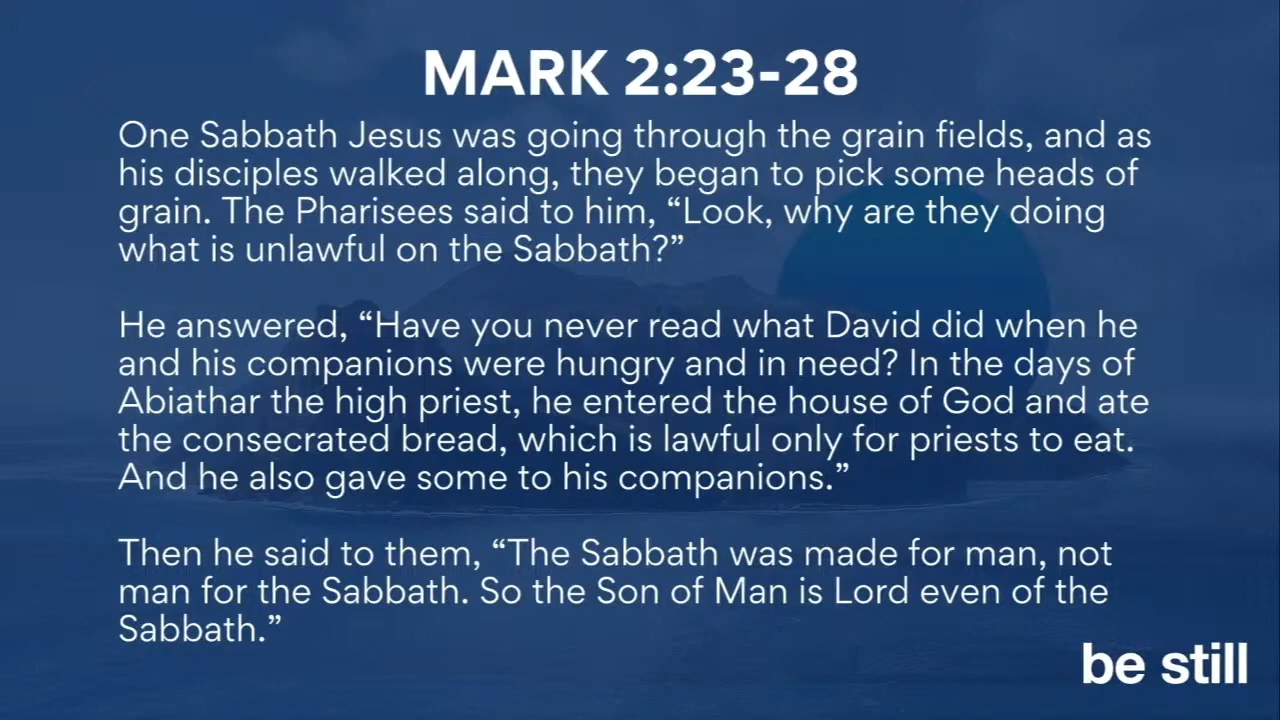 MARK 2:23-28
One Sabbath Jesus was going through the grain fields, and as
his disciples walked along, they began to pick some heads of
grain. The Pharisees said to him, “Look, why are they doing
what is unlawful on the Sabbath?”
He answered, “Have you never read what David did when he
and his companions were hungry and in need? In the days of
Abiathar the high priest, he entered the house of God and ate
the consecrated bread, which is lawful only for priests to eat.
And he also gave some to his companions.”
Then he said to them, “The Sabbath was made for man, not
man for the Sabbath. So the Son of Man is Lord even of the
Sabbath.”
be still